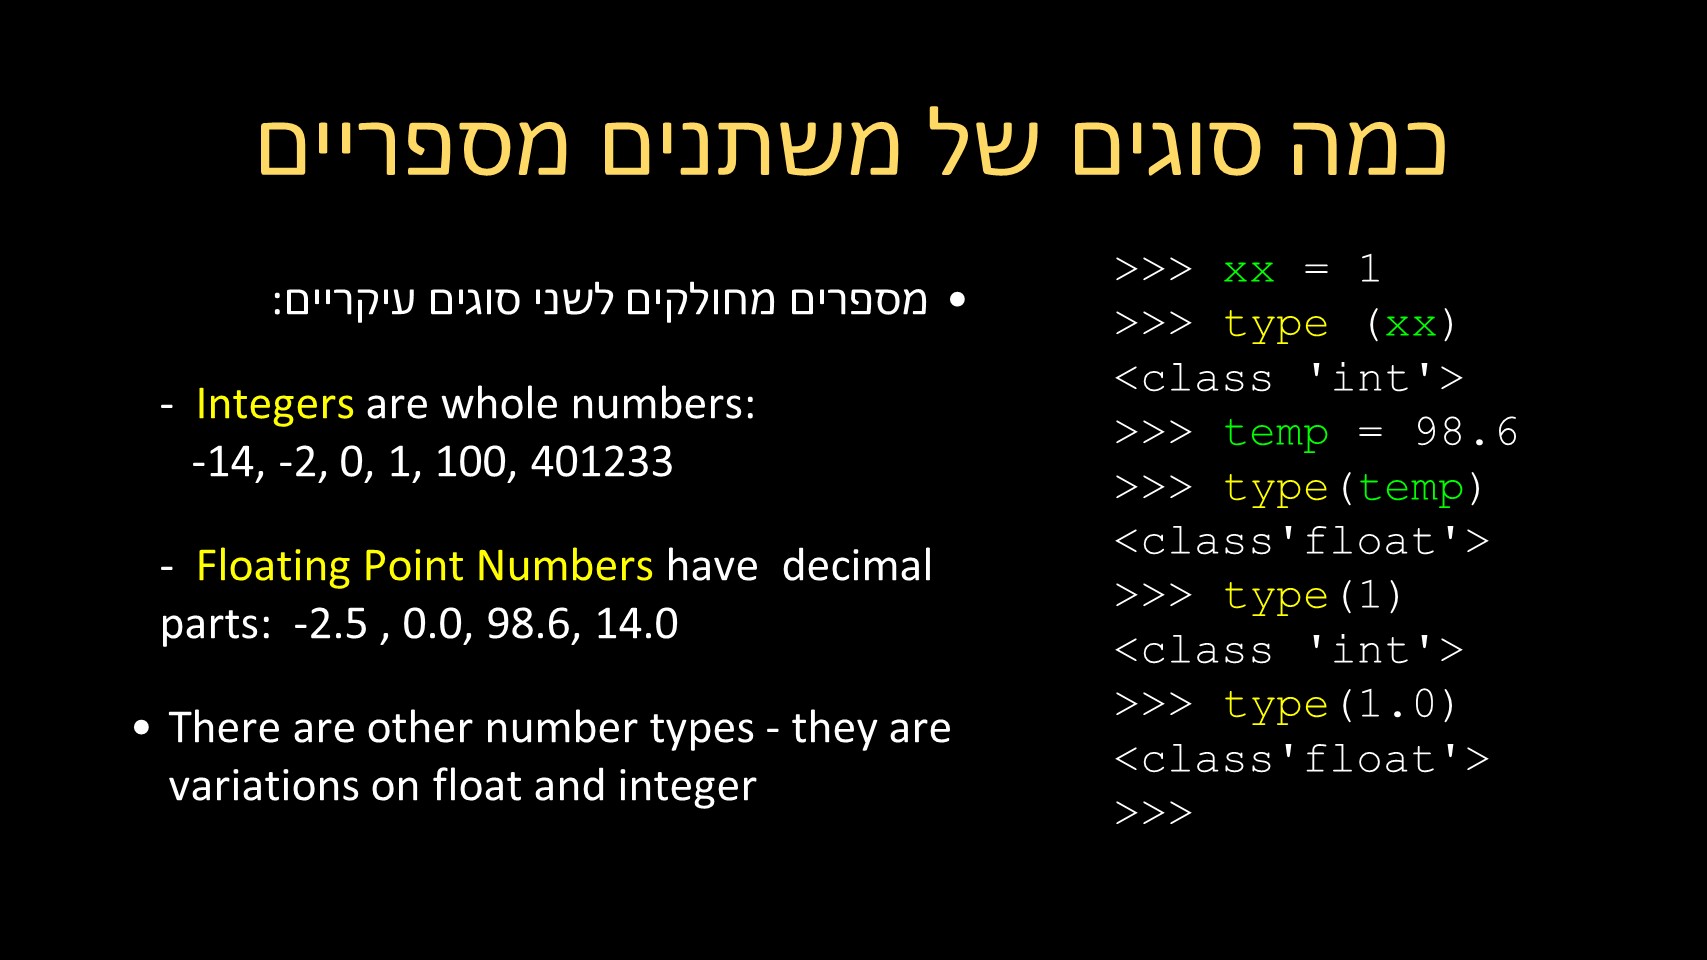 כמה סוגים של משתנים מספריים
• מספרים מחולקים לשני סוגים עיקריים:
- Integers are whole numbers:
-14, -2, 0, 1, 100, 401233
- Floating Point Numbers have  decimal
parts:  -2.5 , 0.0, 98.6, 14.0
• There are other number types - they are
variations on float and integer
>>> xx = 1
>>> type (xx)
<class 'int'>
>>> temp = 98.6
>>> type(temp)
<class'float'>
>>> type(1)
<class 'int'>
>>> type(1.0)
<class'float'>
>>>